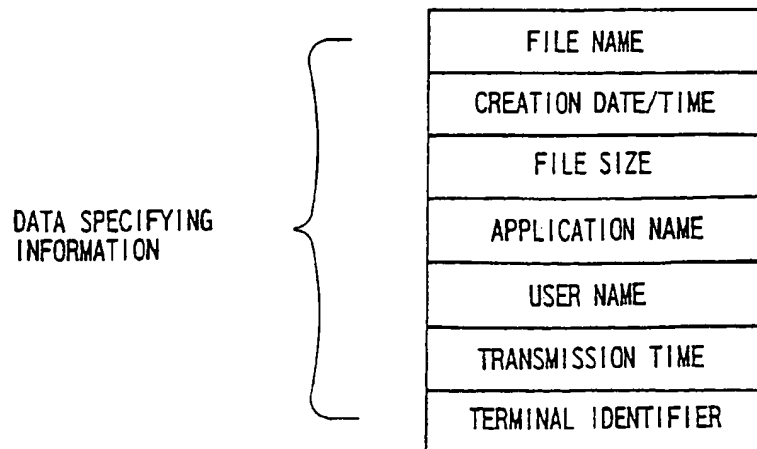 FILE NAME
CREATION DATE/TIME
FILE SIZE
DATA SPECIFYING
INFORMATION
APPLICATION NAME
USER NAME
TRANSMISSION TIME
TERMINAL IDENTIFIER